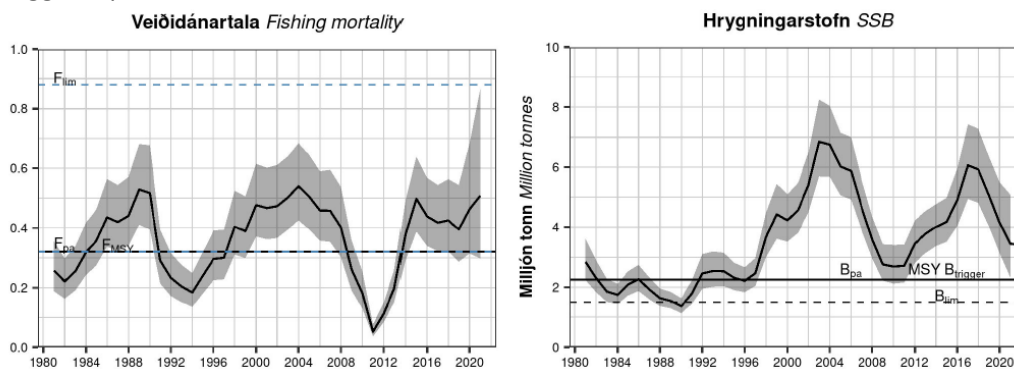 Veiðidánartala Fishing mortality
1.0
0.8
0.6
0.4
0.2
0.0
Flim
Fpa FMSY
1980 1984 1988 1992 1996 2000 2004 2008 2012 2016 2020
Hrygningarstofn SSB
Milljón tonn Million tonnes
10
8
6
4
2
0
Bpa MSY Btrigger
Blim
1980 1984 1988 1992 1996 2000 2004 2008 2012 2016 2020